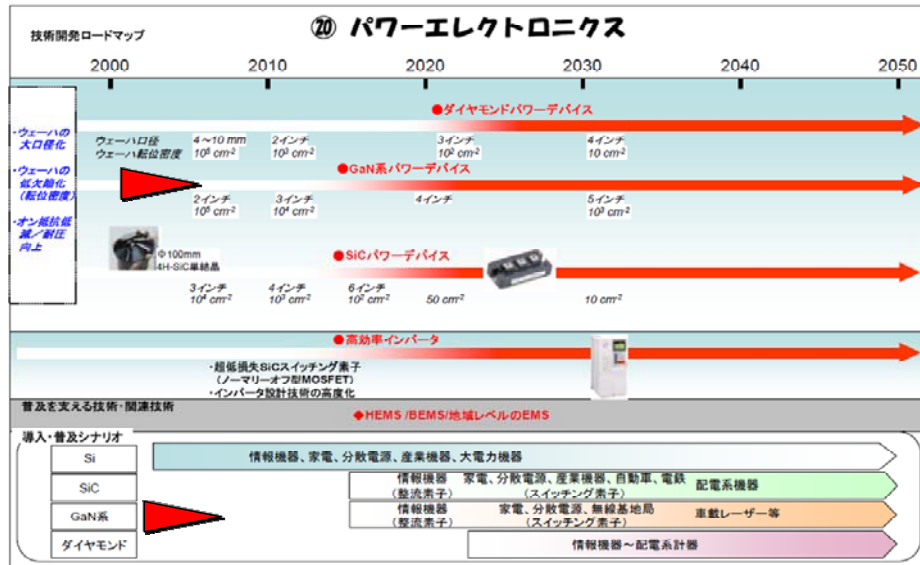 技術開発ロードマップ
⑳ パワーエレクトロニクス
2000 2010 2020 2030 2040 2050
・ウェーハの
大口径化
・ウェーハの
低欠陥化
(転位密度)
・オン抵抗低
減/耐圧
向上
●ダイヤモンドパワーデバイス
ウェーハ口径 4~10 mm 2インチ 3インチ 4インチ
ウェーハ転位密度 10⁵ cm⁻² 10³ cm⁻² 10² cm⁻² 10 cm⁻²
●GaN系パワーデバイス
2インチ 3インチ 4インチ 5インチ
10⁵ cm⁻² 10⁴ cm⁻² 10³ cm⁻²
Φ100mm
4H-SiC単結晶
●SiCパワーデバイス
3インチ 4インチ 6インチ
10⁴ cm⁻² 10³ cm⁻² 10² cm⁻² 50 cm⁻² 10 cm⁻²
●高効率インバータ
・超低損失SiCスイッチング素子
(ノーマリーオフ型MOSFET)
・インバータ設計技術の高度化
普及を支える技術・関連技術
◆HEMS /BEMS/地域レベルのEMS
導入・普及シナリオ
Si 情報機器、家電、分散電源、産業機器、大電力機器
SiC 情報機器 家電、分散電源、産業機器、自動車、電鉄 配電系機器
(整流素子) (スイッチング素子)
GaN系 情報機器 家電、分散電源、無線基地局 車載レーザー等
(整流素子) (スイッチング素子)
ダイヤモンド 情報機器~配電系計器